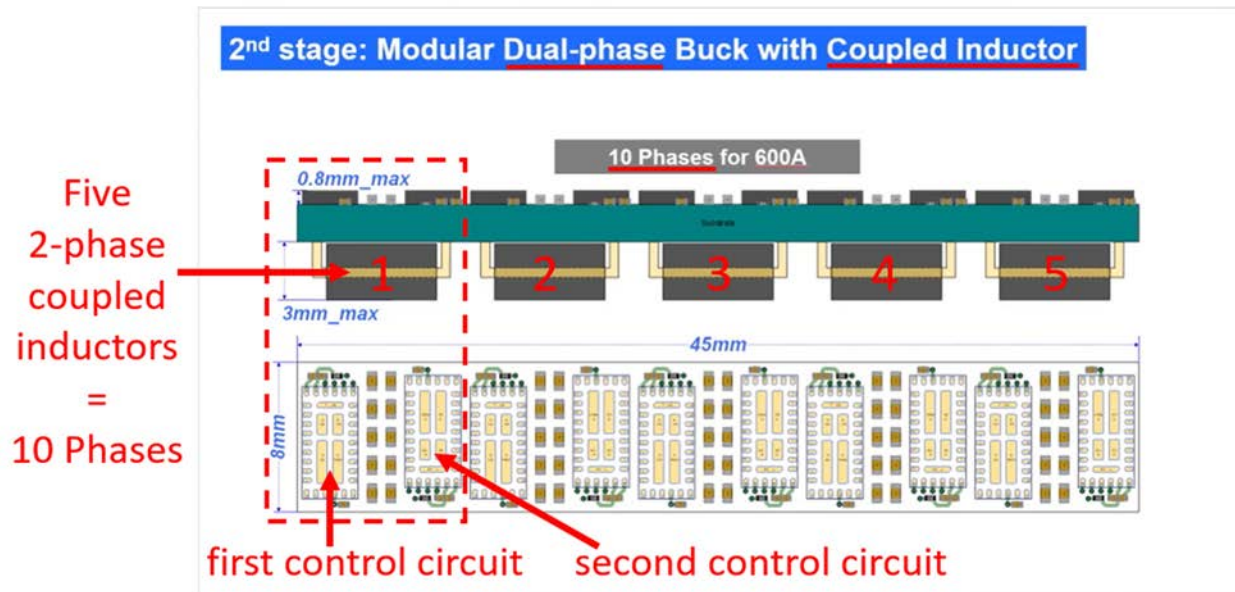 2nd stage: Modular Dual-phase Buck with Coupled Inductor
10 Phases for 600A
0.8mm_max
Five
2-phase
coupled
inductors
=
10 Phases
1 2 3 4 5
3mm_max
45mm
8mm
first control circuit
second control circuit